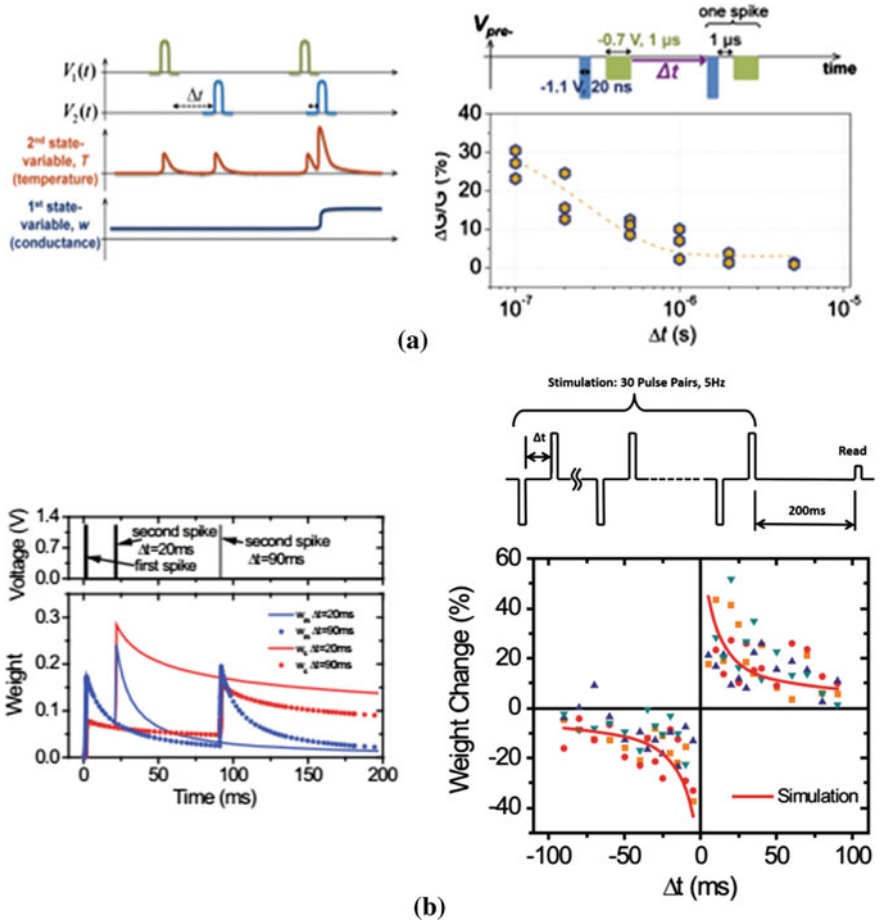 V₁(t)
V₂(t)
Δt
2nd state-
variable, T
(temperature)
1st state-
variable, w
(conductance)
V_pre-
one spike
-0.7 V, 1 μs
1 μs
Δt
time
-1.1 V, 20 ns
ΔG/G (%)
40
30
20
10
0
10⁻⁷
10⁻⁶
10⁻⁵
Δt (s)
(a)
Stimulation: 30 Pulse Pairs, 5Hz
Δt
Read
200ms
Voltage (V)
1.4
0.7
0.0
second spike
Δt=20ms
first spike
second spike
Δt=90ms
Weight
0.3
0.2
0.1
0.0
Δt=20ms
Δt=90ms
Δt=20ms
Δt=90ms
0 50 100 150 200
Time (ms)
Weight Change (%)
60
40
20
0
-20
-40
Simulation
-100 -50 0 50 100
Δt (ms)
(b)